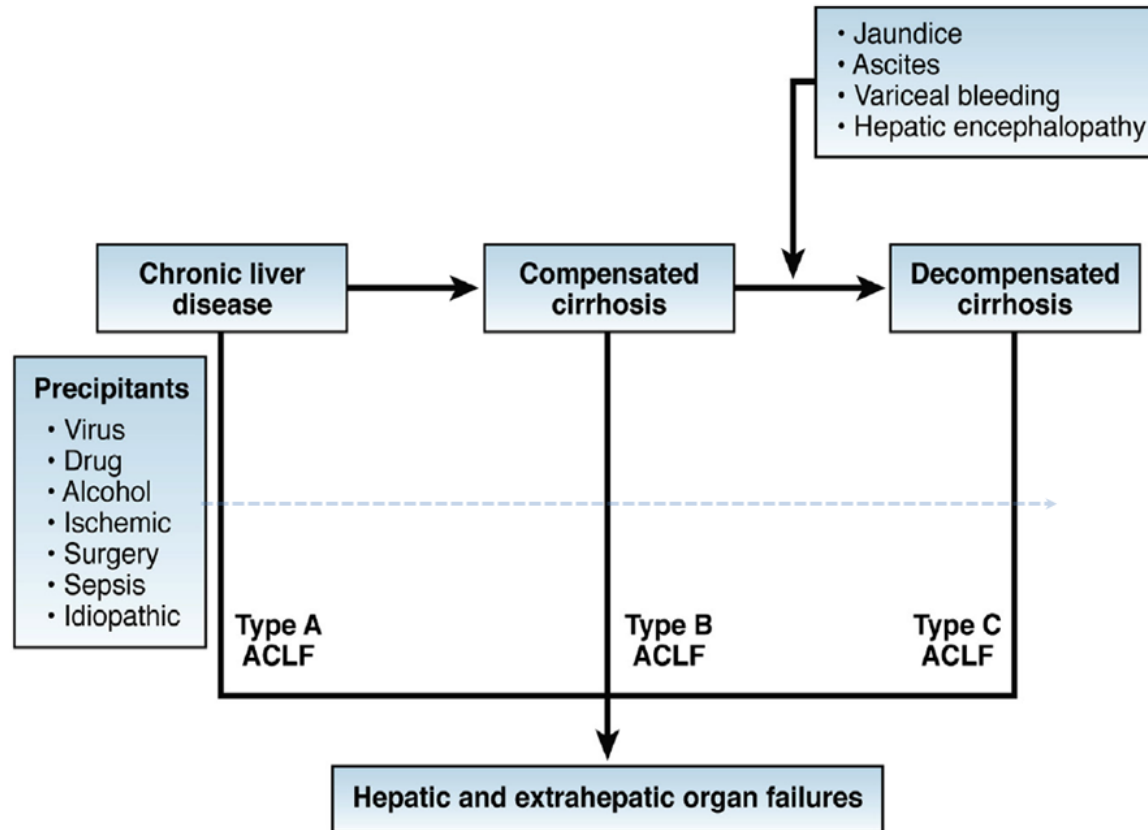 • Jaundice
• Ascites
• Variceal bleeding
• Hepatic encephalopathy
Chronic liver
disease
Compensated
cirrhosis
Decompensated
cirrhosis
Precipitants
• Virus
• Drug
• Alcohol
• Ischemic
• Surgery
• Sepsis
• Idiopathic
Type A
ACLF
Type B
ACLF
Type C
ACLF
Hepatic and extrahepatic organ failures